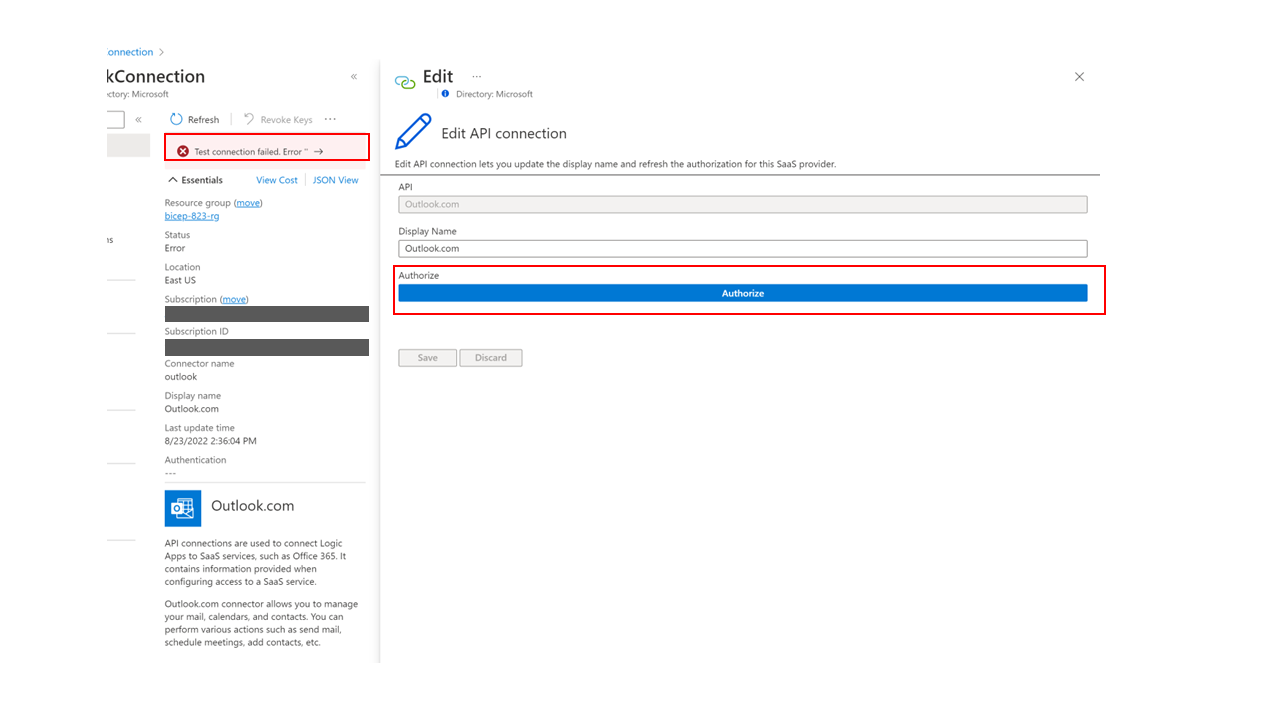 onnection >
kConnection «
ctory: Microsoft
«
Refresh
Revoke Keys ...
Test connection failed. Error '' →
Essentials
View Cost
JSON View
Resource group (move)
bicep-823-rg
Status
Error
Location
East US
Subscription (move)
Subscription ID
Connector name
outlook
Display name
Outlook.com
Last update time
8/23/2022 2:36:04 PM
Authentication
---
Outlook.com
API connections are used to connect Logic
Apps to SaaS services, such as Office 365. It
contains information provided when
configuring access to a SaaS service.
Outlook.com connector allows you to manage
your mail, calendars, and contacts. You can
perform various actions such as send mail,
schedule meetings, add contacts, etc.
ns
Edit ...
Directory: Microsoft
Edit API connection
Edit API connection lets you update the display name and refresh the authorization for this SaaS provider.
API
Outlook.com
Display Name
Outlook.com
Authorize
Authorize
Save
Discard